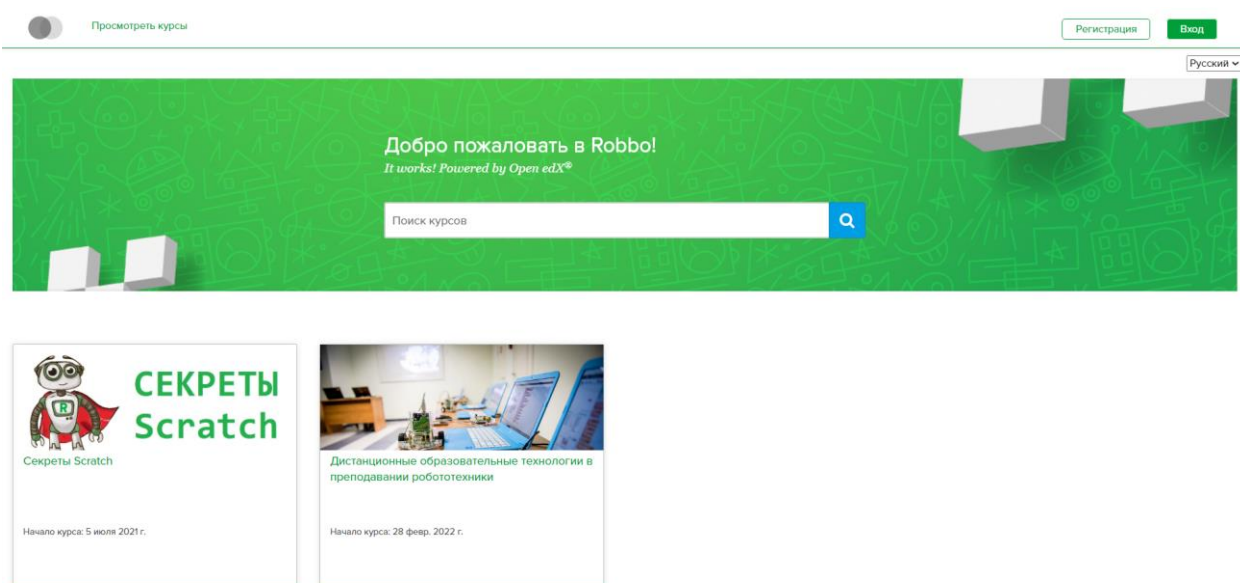 Просмотреть курсы
Регистрация
Вход
Русский
Добро пожаловать в Robbo!
It works! Powered by Open edX®
Поиск курсов
СЕКРЕТЫ
Scratch
R
Секреты Scratch
Дистанционные образовательные технологии в
преподавании робототехники
Начало курса: 5 июля 2021 г.
Начало курса: 28 февр. 2022 г.